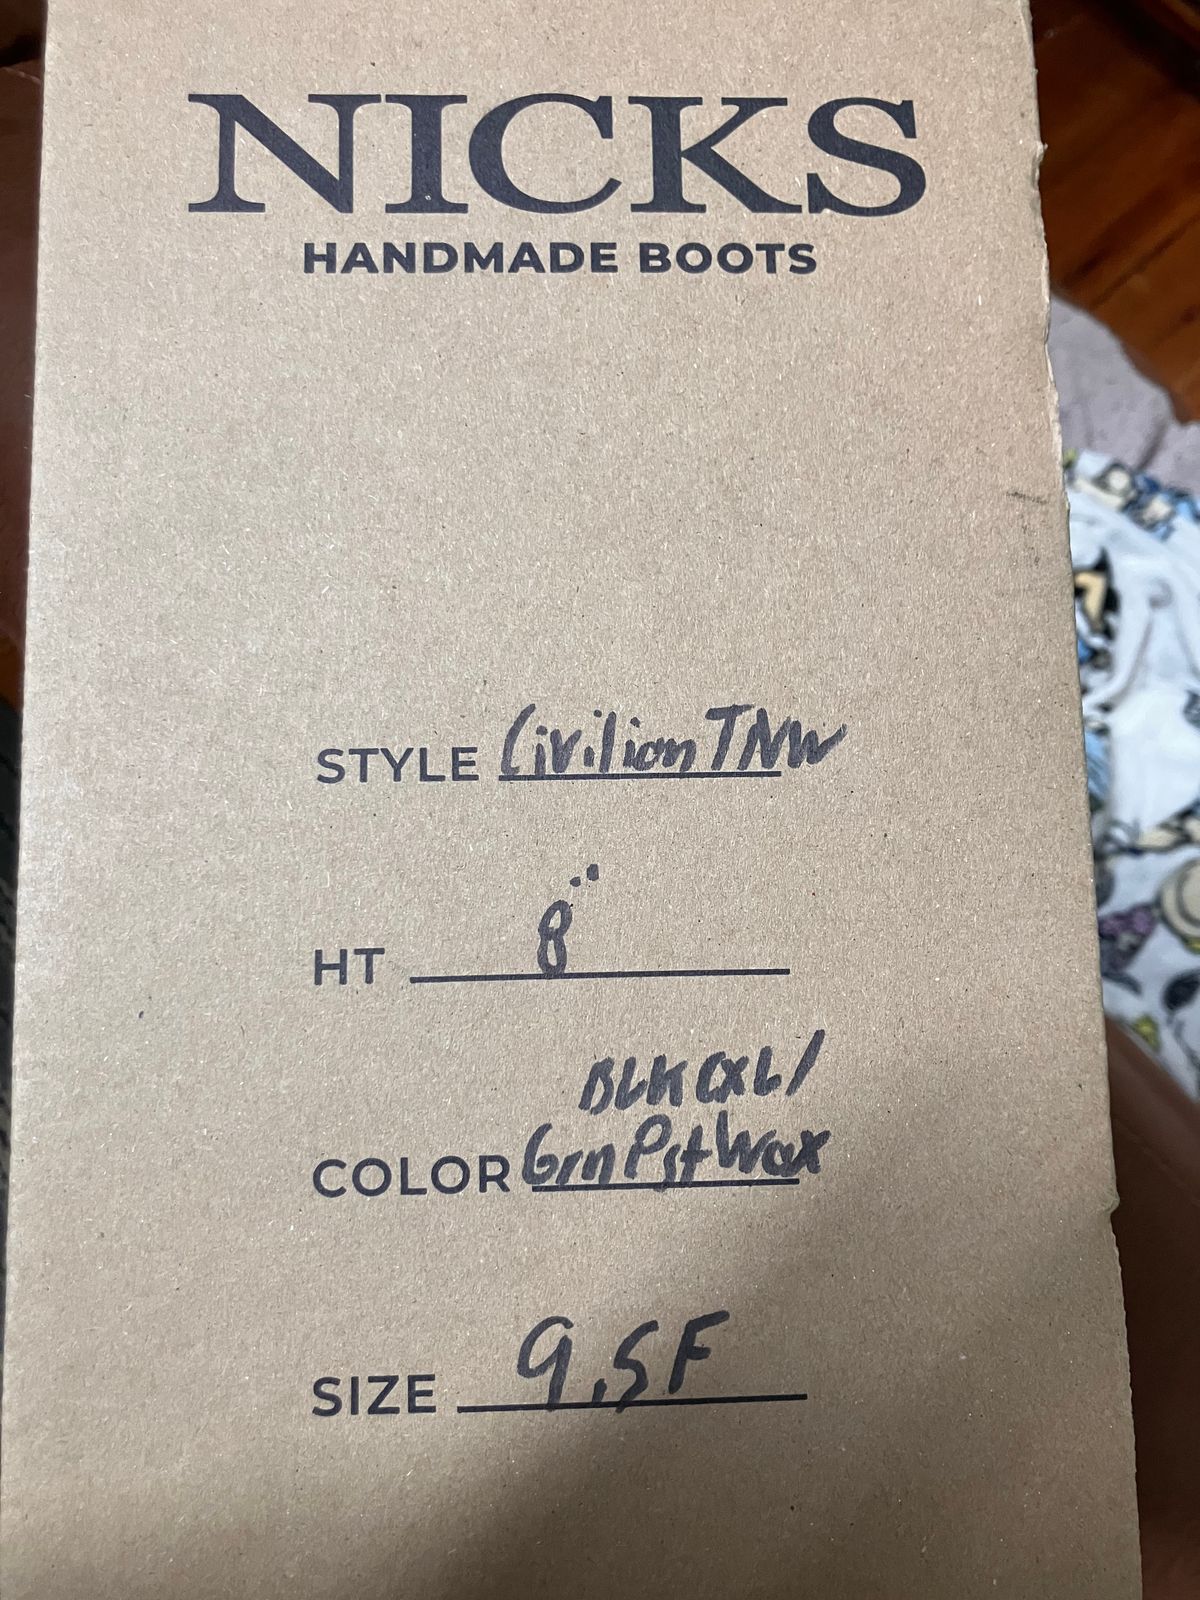 NICKS
HANDMADE BOOTS
STYLE Civilian TNW
HT 8"
BLK CXL/
COLOR Grn Pst Wax
SIZE 9.5F